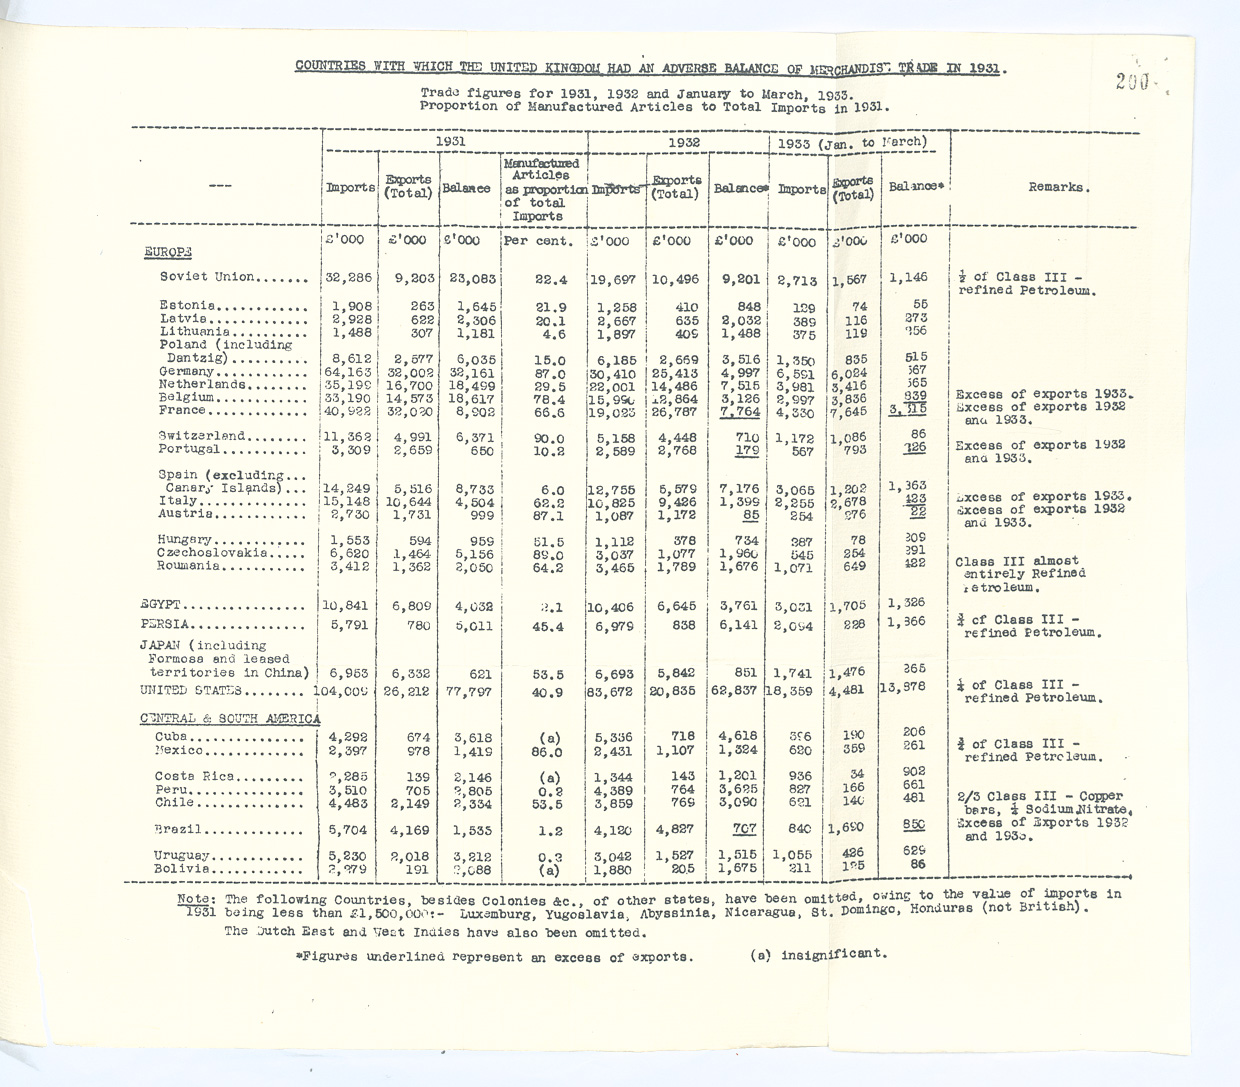 COUNTRIES WITH WHICH THE UNITED KINGDOM HAD AN ADVERSE BALANCE OF MERCHANDISE TRADE IN 1931.
200
Trade figures for 1931, 1932 and January to March, 1933.
Proportion of Manufactured Articles to Total Imports in 1931.
1931 1932 1933 (Jan. to March)
--- Imports Exports (Total) Balance Manufactured Articles as proportion of total Imports Imports Exports (Total) Balance* Imports Exports (Total) Balance* Remarks.
£'000 £'000 £'000 Per cent. £'000 £'000 £'000 £'000 £'000 £'000
EUROPE
Soviet Union....... 32,286 9,203 23,083 22.4 19,697 10,496 9,201 2,713 1,567 1,146 ½ of Class III -
refined Petroleum.
Estonia............ 1,908 263 1,645 21.9 1,258 410 848 129 74 55
Latvia............. 2,928 622 2,306 20.1 2,667 635 2,032 389 116 273
Lithuania.......... 1,488 307 1,181 4.6 1,897 409 1,488 375 119 256
Poland (including
Dantzig).......... 8,612 2,577 6,035 15.0 6,185 2,669 3,516 1,350 835 515
Germany............ 64,163 32,002 32,161 87.0 30,410 25,413 4,997 6,591 6,024 567
Netherlands........ 35,199 16,700 18,499 29.5 22,001 14,486 7,515 3,981 3,416 565
Belgium............ 33,190 14,573 18,617 78.4 15,990 12,864 3,126 2,997 3,836 839 Excess of exports 1933.
France............. 40,922 32,020 8,902 66.6 19,023 26,787 7,764 4,330 7,645 3,315 Excess of exports 1932
and 1933.
Switzerland........ 11,362 4,991 6,371 90.0 5,158 4,448 710 1,172 1,086 86
Portugal........... 3,309 2,659 650 10.2 2,589 2,768 179 567 793 226 Excess of exports 1932
and 1933.
Spain (excluding...
Canary Islands)... 14,249 5,516 8,733 6.0 12,755 5,579 7,176 3,065 1,202 1,363
Italy.............. 15,148 10,644 4,504 62.2 10,825 9,426 1,399 2,255 2,678 423 Excess of exports 1933.
Austria............ 2,730 1,731 999 87.1 1,087 1,172 85 254 276 22 Excess of exports 1932
and 1933.
Hungary............ 1,553 594 959 51.5 1,112 378 734 287 78 209
Czechoslovakia..... 6,620 1,464 5,156 89.0 3,037 1,077 1,960 545 254 291
Roumania........... 3,412 1,362 2,050 64.2 3,465 1,789 1,676 1,071 649 422 Class III almost
entirely Refined
Petroleum.
EGYPT................ 10,841 6,809 4,032 10,406 6,645 3,761 3,031 1,705 1,326
PERSIA............... 5,791 780 5,011 45.4 6,979 838 6,141 2,094 228 1,866 ¾ of Class III -
refined Petroleum.
JAPAN (including
Formosa and leased
territories in China) 6,953 6,332 621 53.5 6,693 5,842 851 1,741 1,476 265
UNITED STATES........ 104,009 26,212 77,797 40.9 83,672 20,835 62,837 18,359 4,481 13,878 ¼ of Class III -
refined Petroleum.
CENTRAL & SOUTH AMERICA
Cuba............... 4,292 674 3,618 (a) 5,336 718 4,618 396 190 206
Mexico............. 2,397 978 1,419 86.0 2,431 1,107 1,324 620 359 261 ¾ of Class III -
refined Petroleum.
Costa Rica......... 2,285 139 2,146 (a) 1,344 143 1,201 936 34 902
Peru............... 3,510 705 2,805 0.2 4,389 764 3,625 827 166 661
Chile.............. 4,483 2,149 2,334 53.5 3,859 769 3,090 621 140 481 2/3 Class III - Copper
bars, ¼ Sodium Nitrate.
Brazil............. 5,704 4,169 1,535 1.2 4,120 4,827 707 840 1,690 850 Excess of Exports 1932
and 1933.
Uruguay............ 5,230 2,018 3,212 0.3 3,042 1,527 1,515 1,055 426 629
Bolivia............ 2,279 191 2,088 (a) 1,880 205 1,675 211 125 86
Note: The following Countries, besides Colonies &c., of other states, have been omitted, owing to the value of imports in
1931 being less than £1,500,000:- Luxemburg, Yugoslavia, Abyssinia, Nicaragua, St. Domingo, Honduras (not British).
The Dutch East and West Indies have also been omitted.
*Figures underlined represent an excess of exports. (a) insignificant.